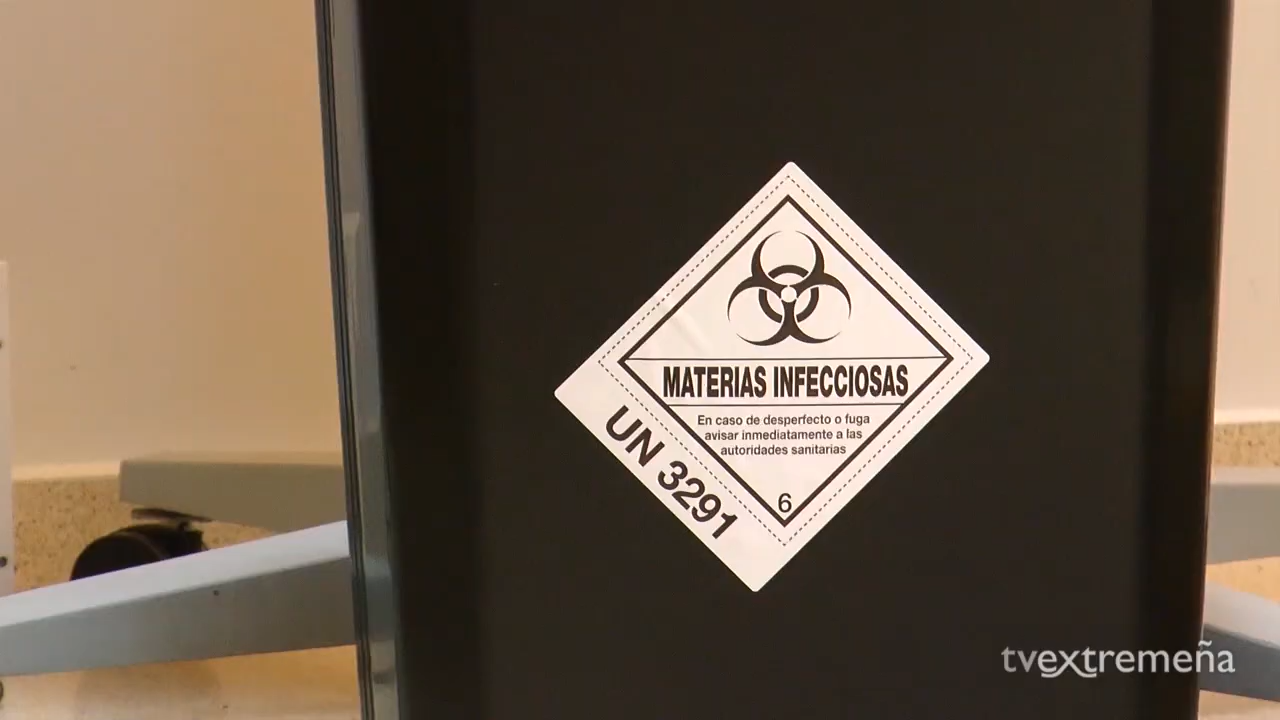 MATERIAS INFECCIOSAS
En caso de desperfecto o fuga
avisar inmediatamente a las
autoridades sanitarias
6
UN 3291
tvextremeña